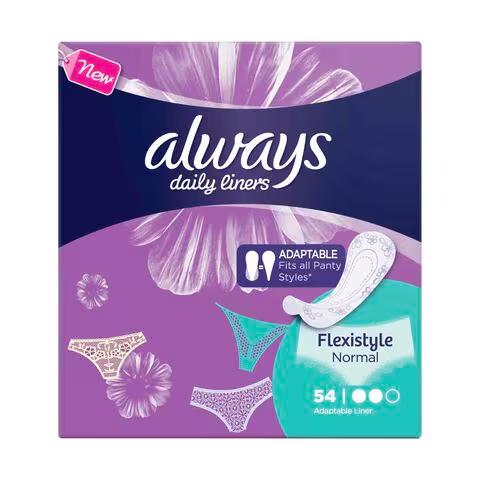 New
always
daily liners
ADAPTABLE
Fits all Panty
Styles*
Flexistyle
Normal
54
Adaptable Liner